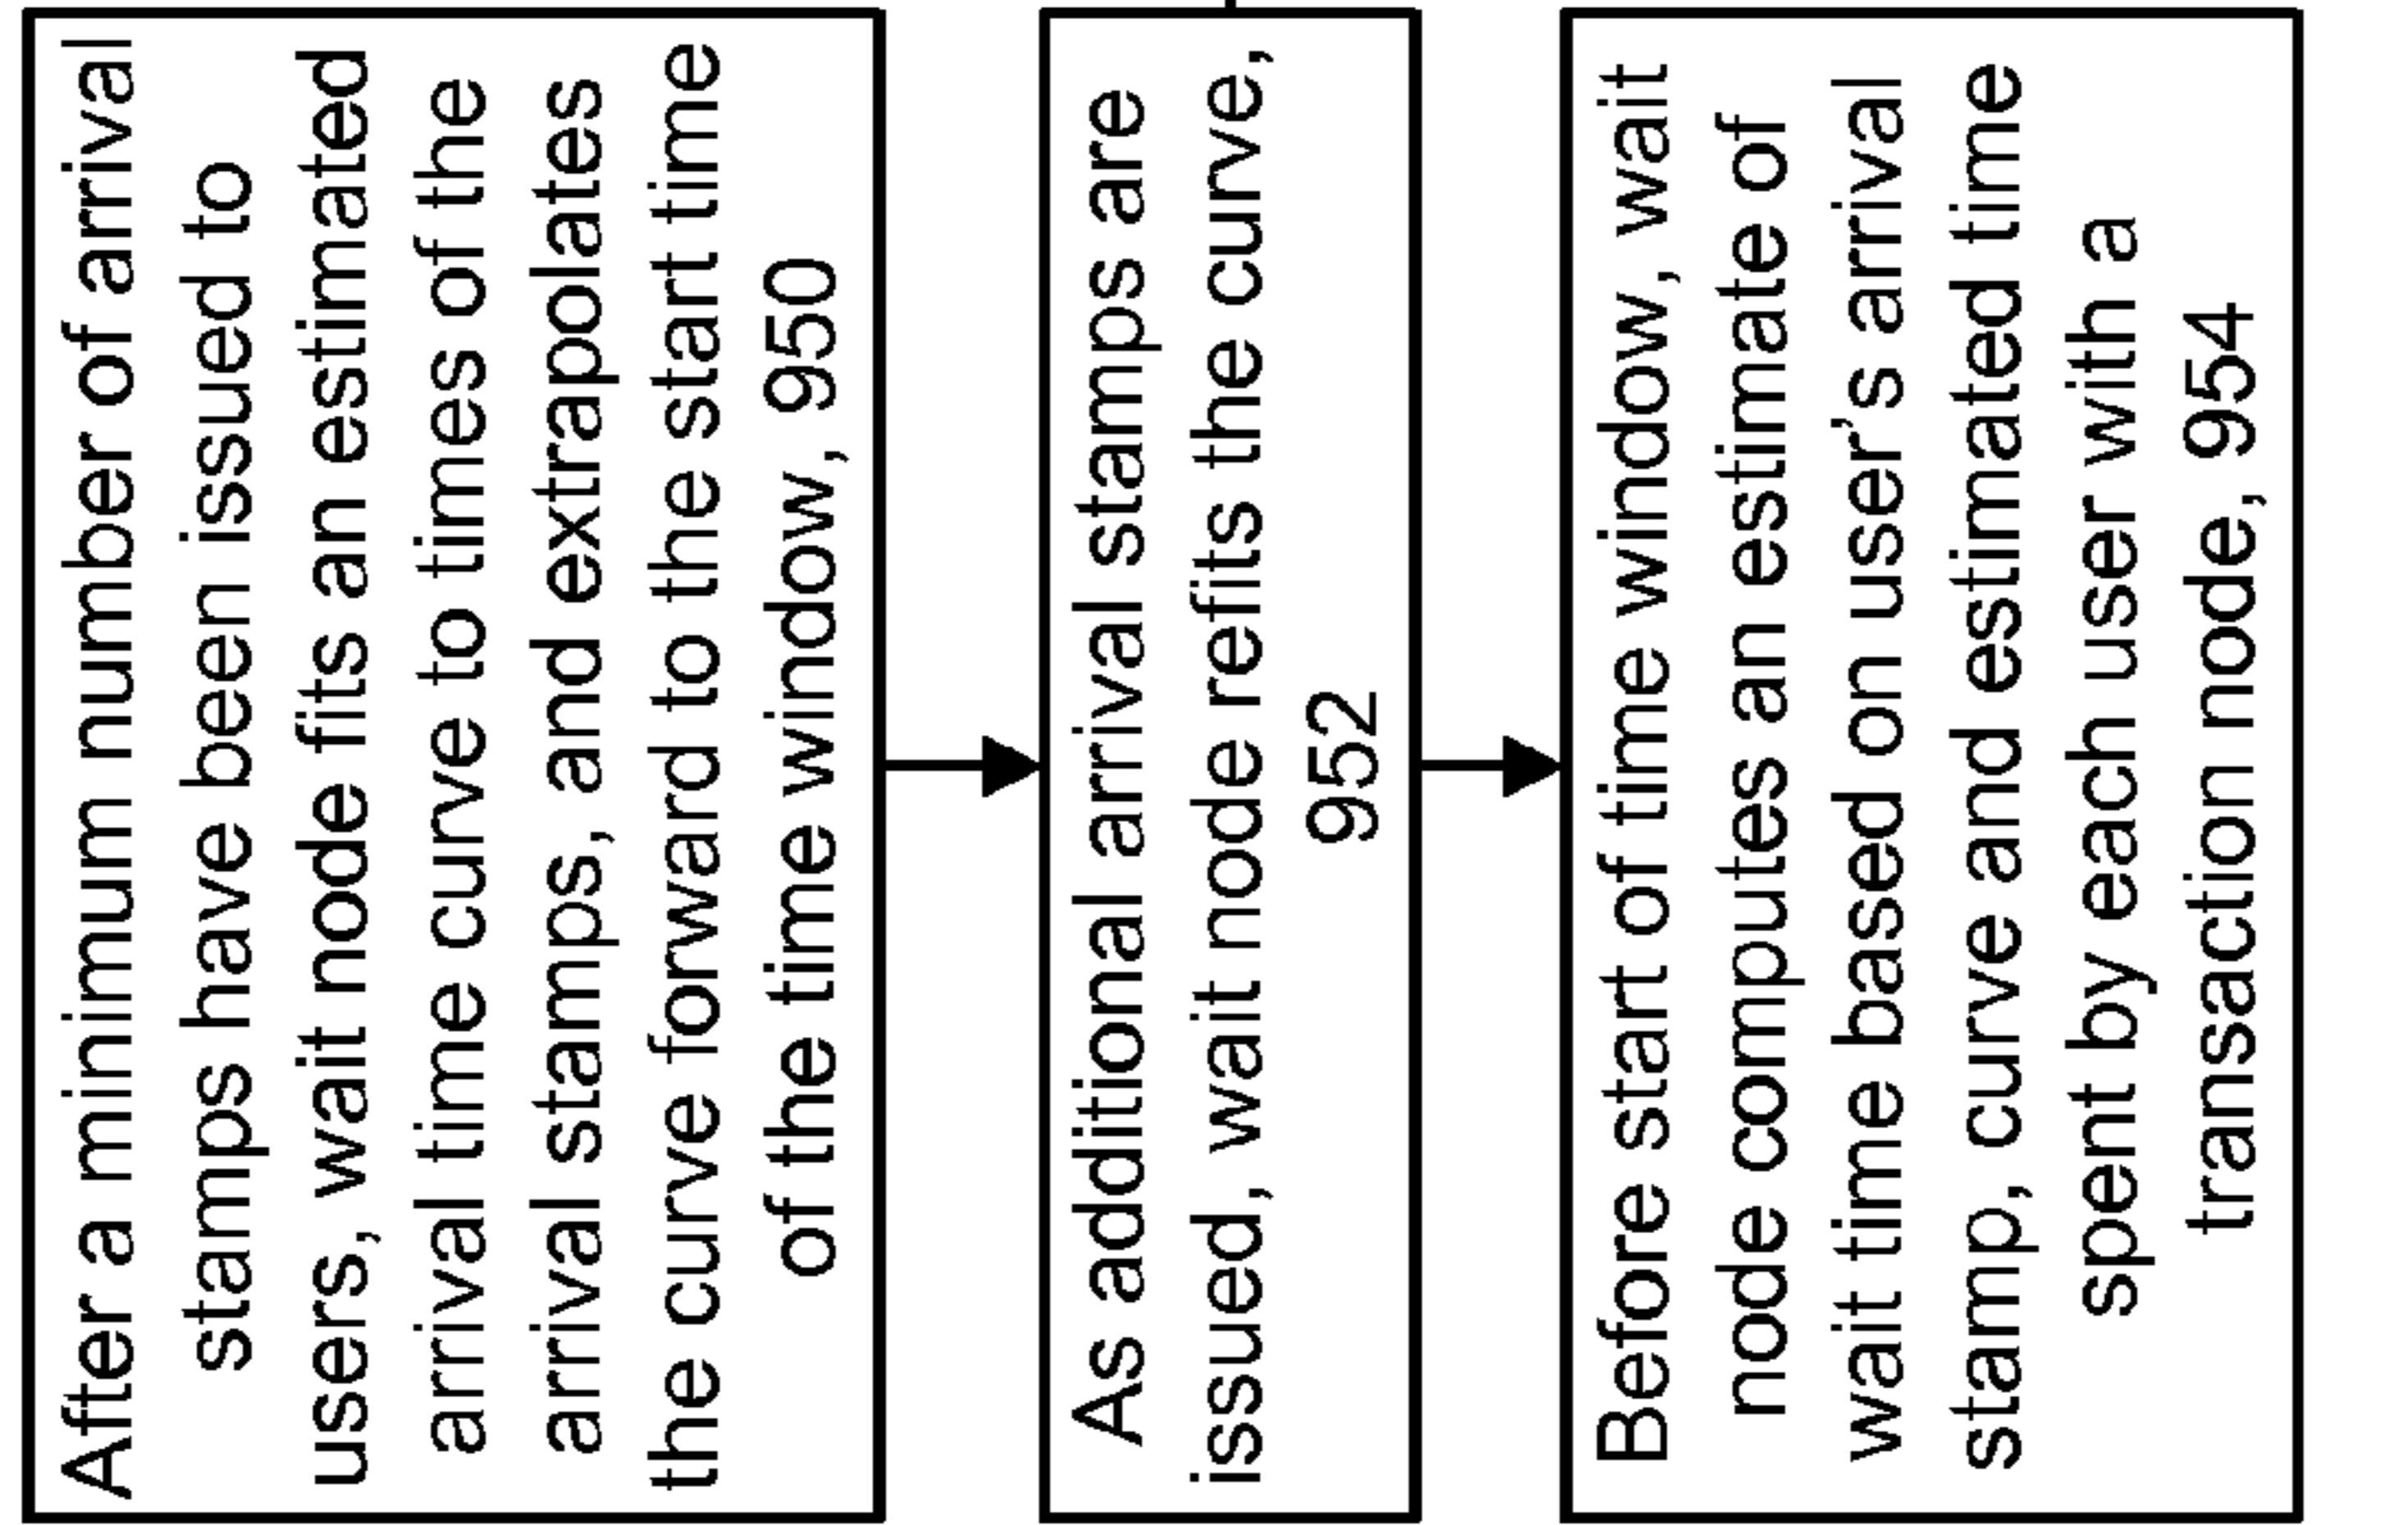 After a minimum number of arrival
stamps have been issued to
users, wait node fits an estimated
arrival time curve to times of the
arrival stamps, and extrapolates
the curve forward to the start time
of the time window, 950
As additional arrival stamps are
issued, wait node refits the curve,
952
Before start of time window, wait
node computes an estimate of
wait time based on user's arrival
stamp, curve and estimated time
spent by each user with a
transaction node, 954